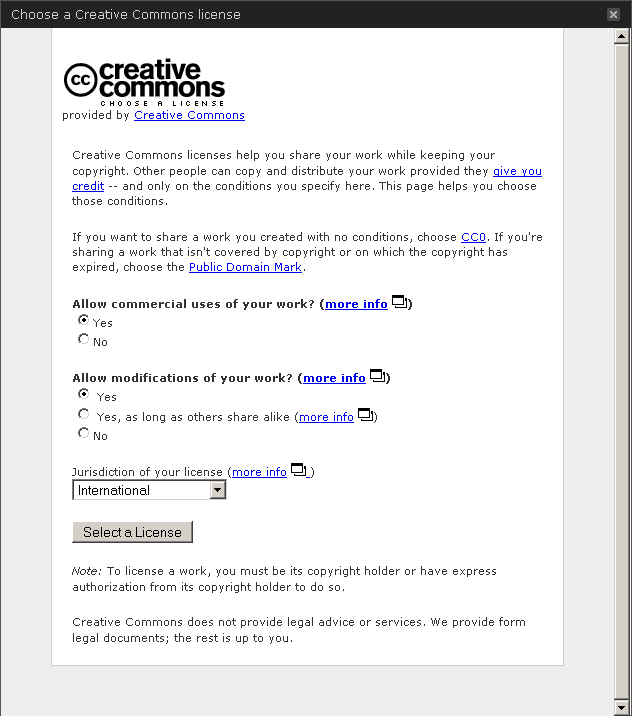 Choose a Creative Commons license
cc creative
commons
CHOOSE A LICENSE
provided by Creative Commons
Creative Commons licenses help you share your work while keeping your
copyright. Other people can copy and distribute your work provided they give you
credit -- and only on the conditions you specify here. This page helps you choose
those conditions.
If you want to share a work you created with no conditions, choose CC0. If you're
sharing a work that isn't covered by copyright or on which the copyright has
expired, choose the Public Domain Mark.
Allow commercial uses of your work? (more info )
Yes
No
Allow modifications of your work? (more info )
Yes
Yes, as long as others share alike (more info )
No
Jurisdiction of your license (more info )
International
Select a License
Note: To license a work, you must be its copyright holder or have express
authorization from its copyright holder to do so.
Creative Commons does not provide legal advice or services. We provide form
legal documents; the rest is up to you.